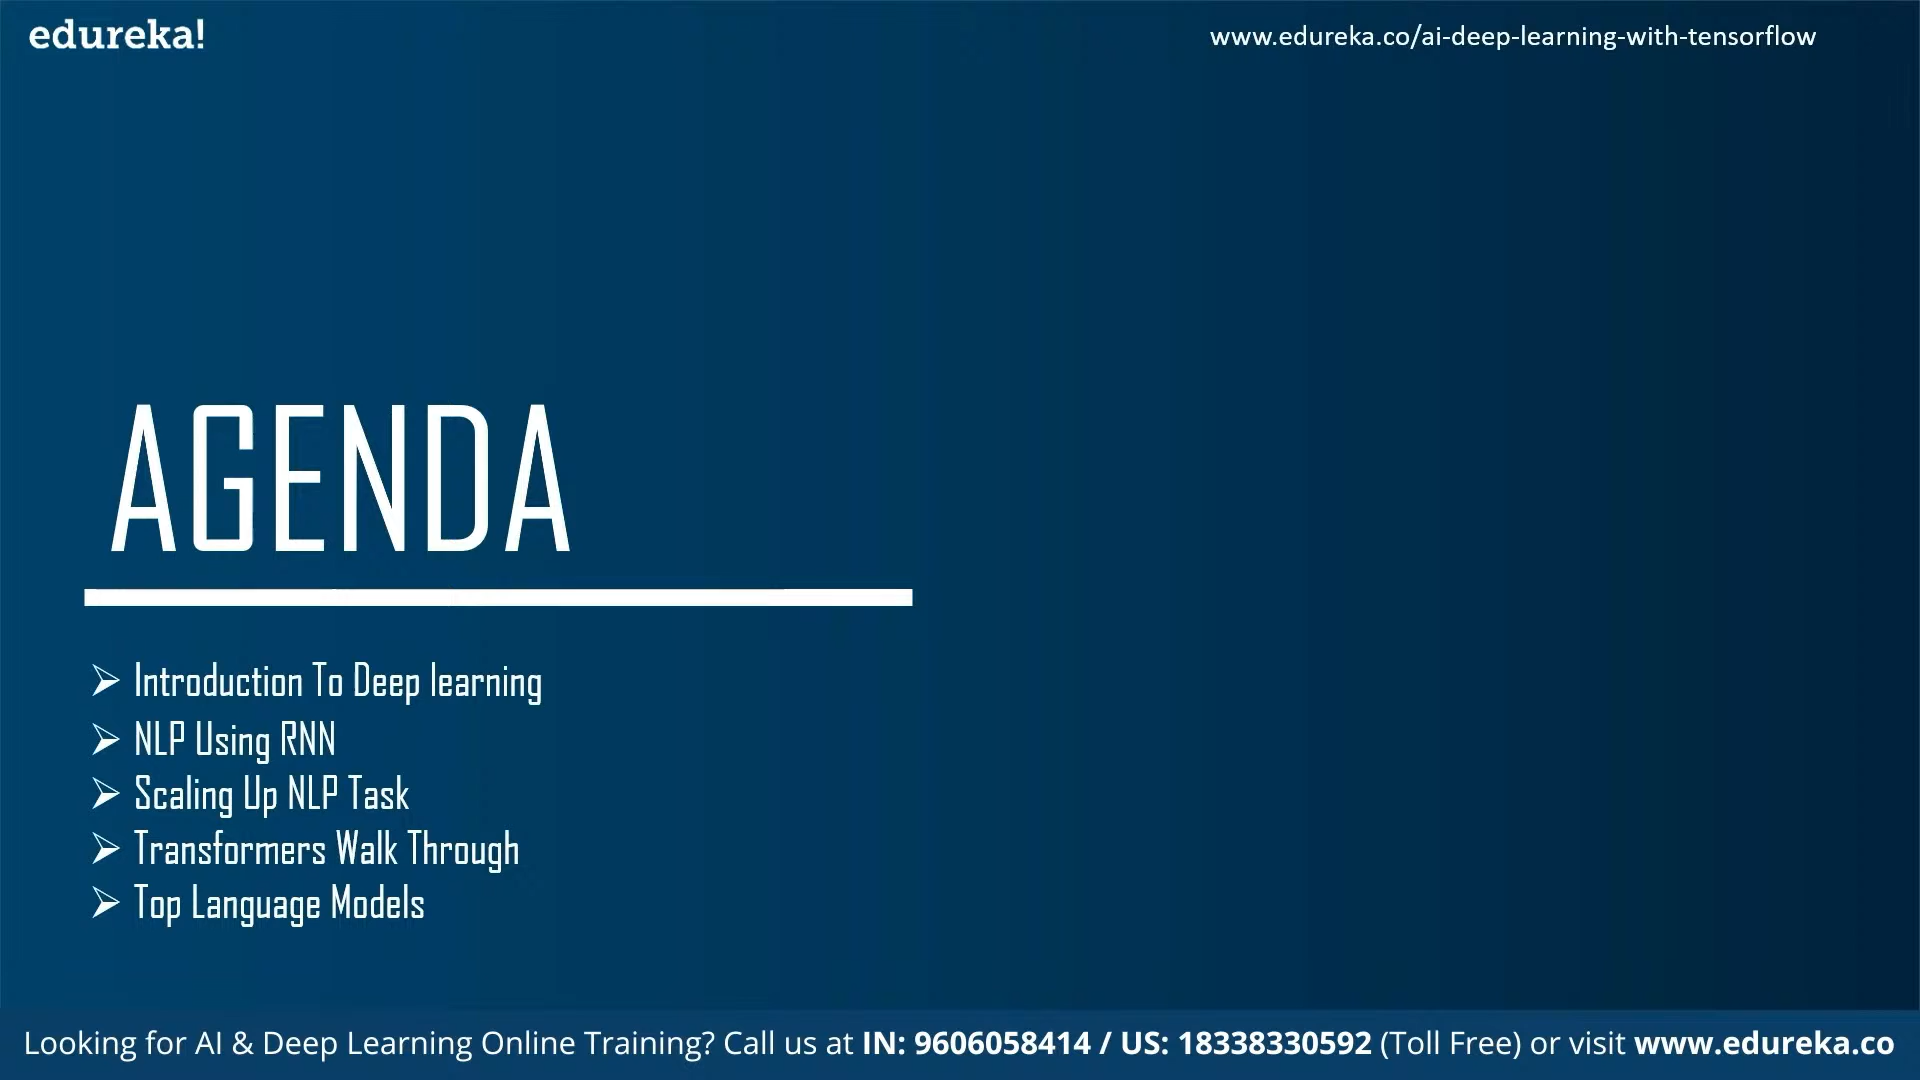 edureka!
www.edureka.co/ai-deep-learning-with-tensorflow
AGENDA
➢ Introduction To Deep learning
➢ NLP Using RNN
➢ Scaling Up NLP Task
➢ Transformers Walk Through
➢ Top Language Models
Looking for AI & Deep Learning Online Training? Call us at IN: 9606058414 / US: 18338330592 (Toll Free) or visit www.edureka.co